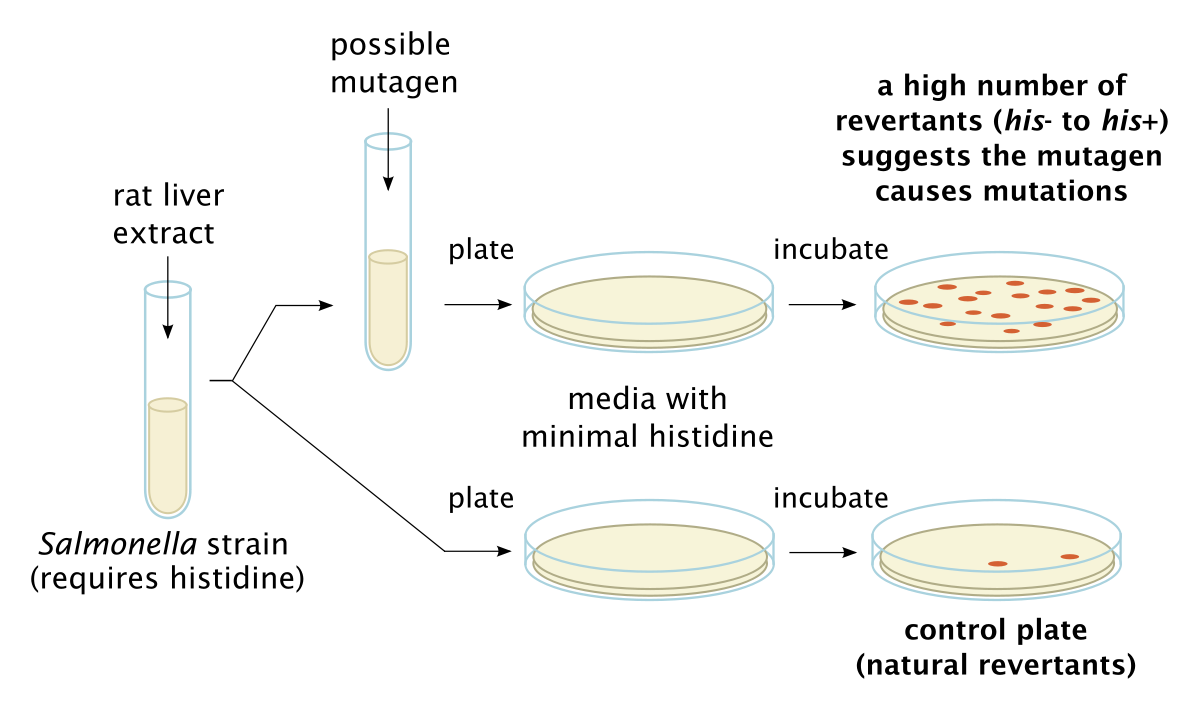 possible
mutagen
a high number of
revertants (his- to his+)
suggests the mutagen
causes mutations
rat liver
extract
plate
incubate
media with
minimal histidine
plate
incubate
Salmonella strain
(requires histidine)
control plate
(natural revertants)